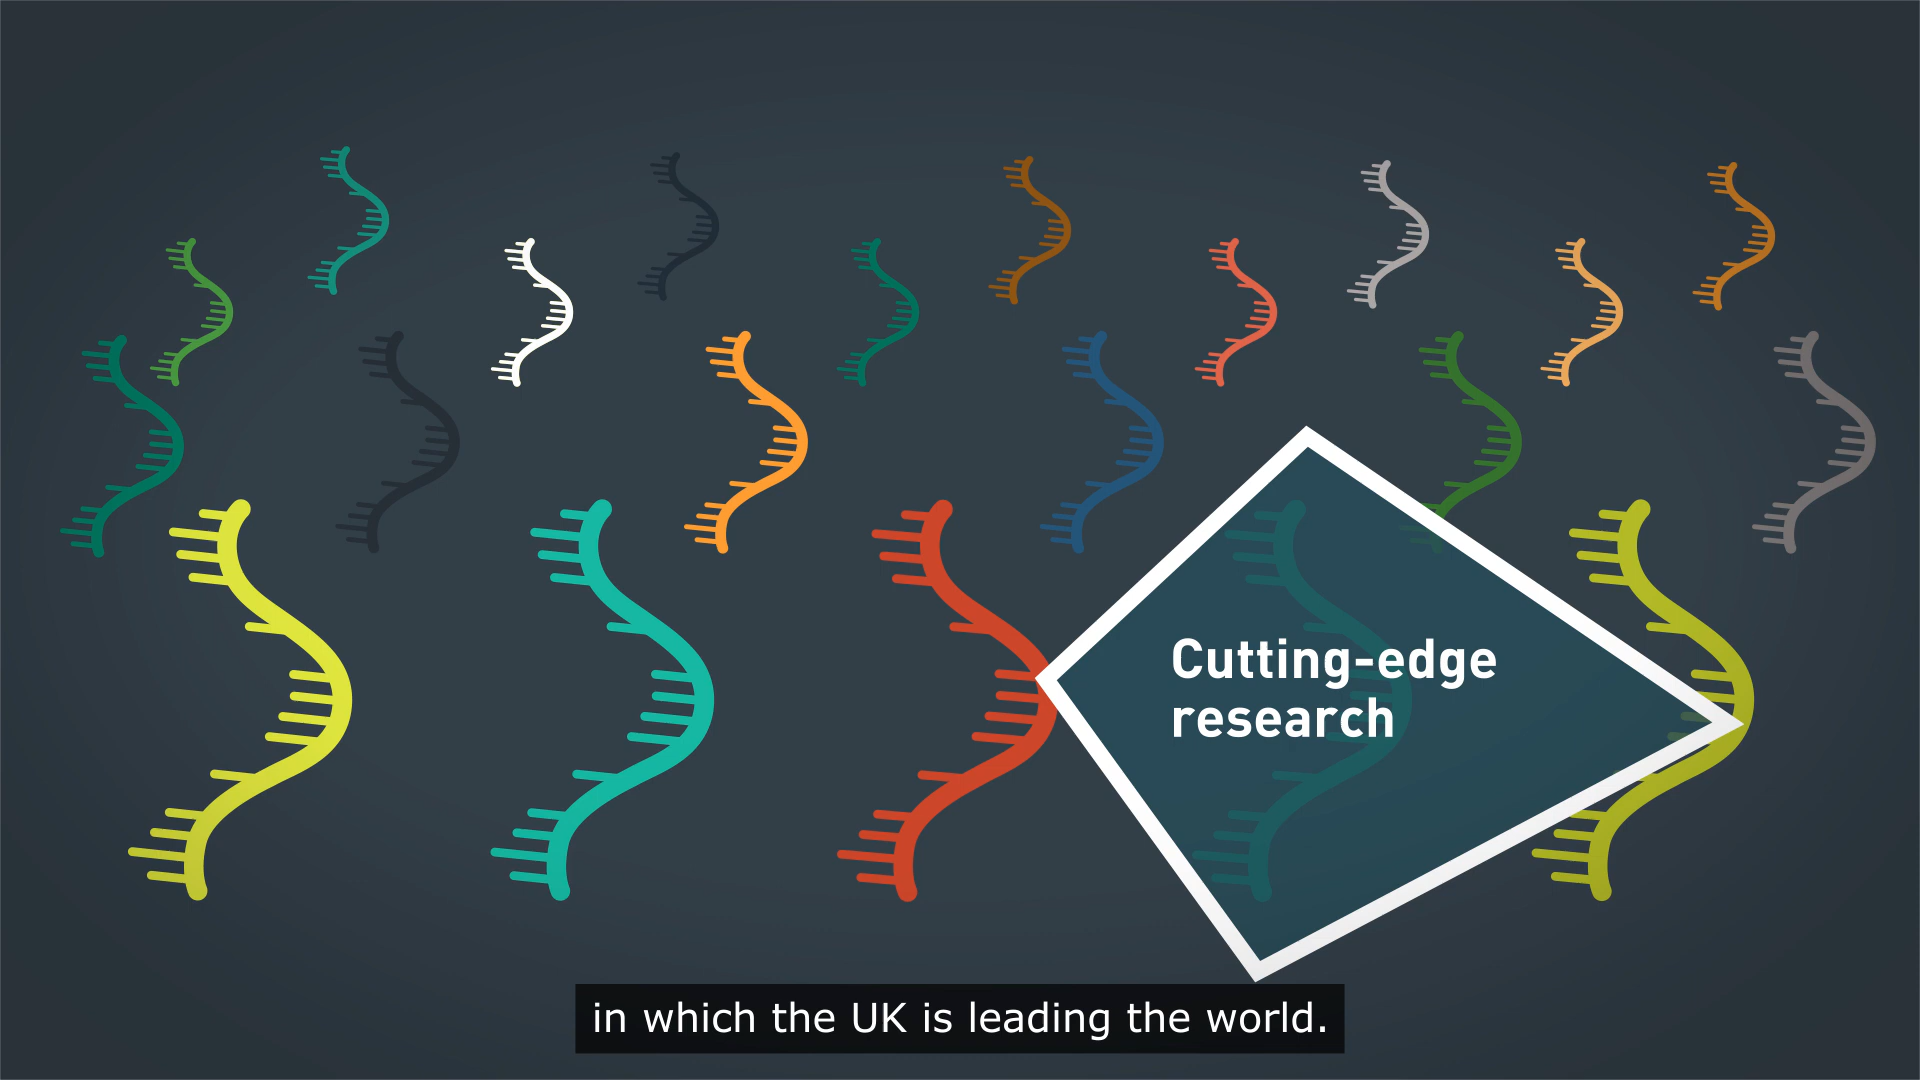 Cutting-edge
research
in which the UK is leading the world.